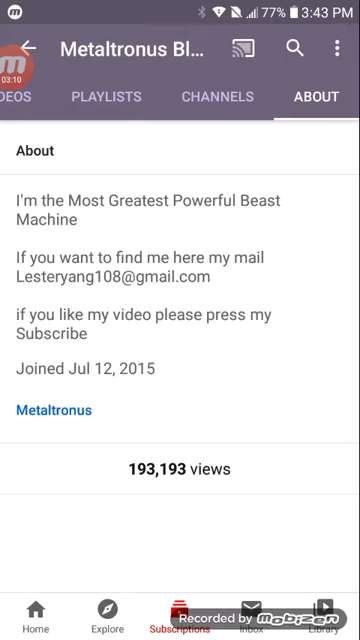 77% 3:43 PM
Metaltronus Bl...
03:10
DEOS PLAYLISTS CHANNELS ABOUT
About
I'm the Most Greatest Powerful Beast
Machine
If you want to find me here my mail
Lesteryang108@gmail.com
if you like my video please press my
Subscribe
Joined Jul 12, 2015
Metaltronus
193,193 views
Home Explore Subscriptions Inbox Library
Recorded by mobizen